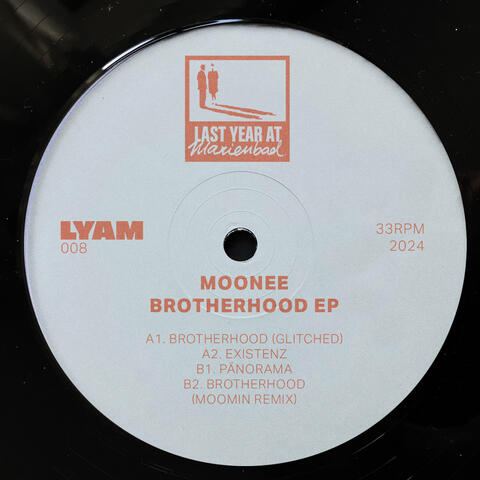 LAST YEAR AT
Marienbad
LYAM
008
33RPM
2024
MOONEE
BROTHERHOOD EP
A1. BROTHERHOOD (GLITCHED)
A2. EXISTENZ
B1. PÄNORAMA
B2. BROTHERHOOD
(MOOMIN REMIX)